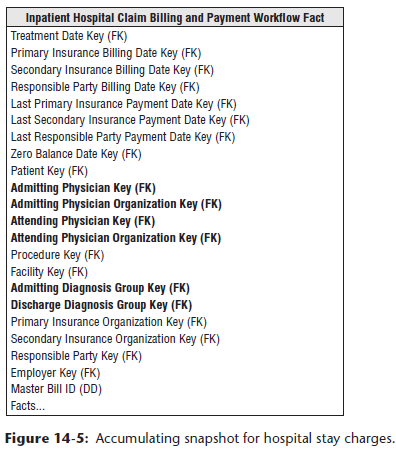 Inpatient Hospital Claim Billing and Payment Workflow Fact
Treatment Date Key (FK)
Primary Insurance Billing Date Key (FK)
Secondary Insurance Billing Date Key (FK)
Responsible Party Billing Date Key (FK)
Last Primary Insurance Payment Date Key (FK)
Last Secondary Insurance Payment Date Key (FK)
Last Responsible Party Payment Date Key (FK)
Zero Balance Date Key (FK)
Patient Key (FK)
Admitting Physician Key (FK)
Admitting Physician Organization Key (FK)
Attending Physician Key (FK)
Attending Physician Organization Key (FK)
Procedure Key (FK)
Facility Key (FK)
Admitting Diagnosis Group Key (FK)
Discharge Diagnosis Group Key (FK)
Primary Insurance Organization Key (FK)
Secondary Insurance Organization Key (FK)
Responsible Party Key (FK)
Employer Key (FK)
Master Bill ID (DD)
Facts...
Figure 14-5: Accumulating snapshot for hospital stay charges.